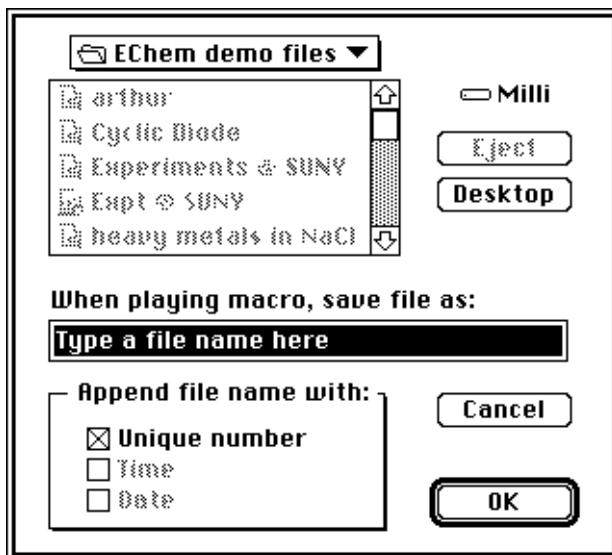 EChem demo files
arthur
Milli
Cyclic Diode
Eject
Experiments @ SUNY
Desktop
Expt @ SUNY
heavy metals in NaCl
When playing macro, save file as:
Type a file name here
Append file name with:
Cancel
Unique number
Time
Date
OK